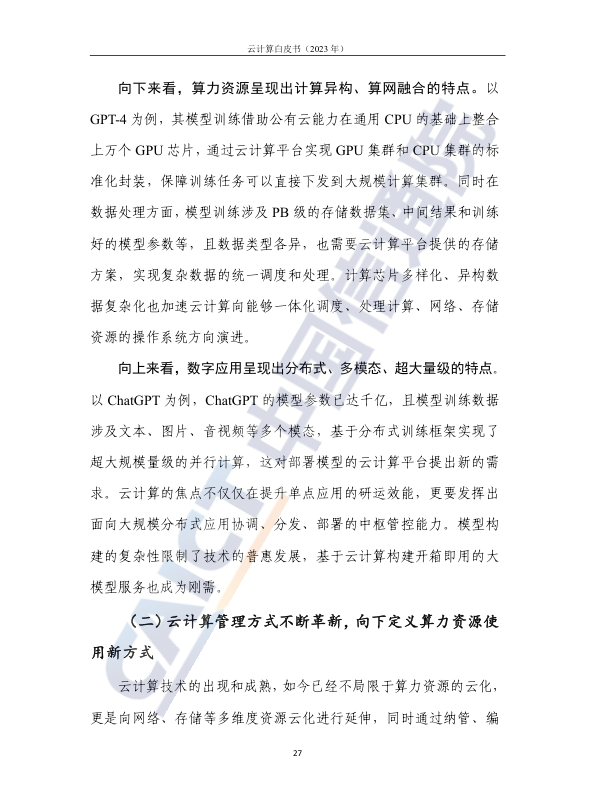 云计算白皮书（2023 年）
向下来看，算力资源呈现出计算异构、算网融合的特点。以
GPT-4 为例，其模型训练借助公有云能力在通用 CPU 的基础上整合
上万个 GPU 芯片，通过云计算平台实现 GPU 集群和 CPU 集群的标
准化封装，保障训练任务可以直接下发到大规模计算集群。同时在
数据处理方面，模型训练涉及 PB 级的存储数据集、中间结果和训练
好的模型参数等，且数据类型各异，也需要云计算平台提供的存储
方案，实现复杂数据的统一调度和处理。计算芯片多样化、异构数
据复杂化也加速云计算向能够一体化调度、处理计算、网络、存储
资源的操作系统方向演进。
向上来看，数字应用呈现出分布式、多模态、超大量级的特点。
以 ChatGPT 为例，ChatGPT 的模型参数已达千亿，且模型训练数据
涉及文本、图片、音视频等多个模态，基于分布式训练框架实现了
超大规模量级的并行计算，这对部署模型的云计算平台提出新的需
求。云计算的焦点不仅仅在提升单点应用的研运效能，更要发挥出
面向大规模分布式应用协调、分发、部署的中枢管控能力。模型构
建的复杂性限制了技术的普惠发展，基于云计算构建开箱即用的大
模型服务也成为刚需。
（二）云计算管理方式不断革新，向下定义算力资源使
用新方式
云计算技术的出现和成熟，如今已经不局限于算力资源的云化，
更是向网络、存储等多维度资源云化进行延伸，同时通过纳管、编
27
CAICT 中国信通院